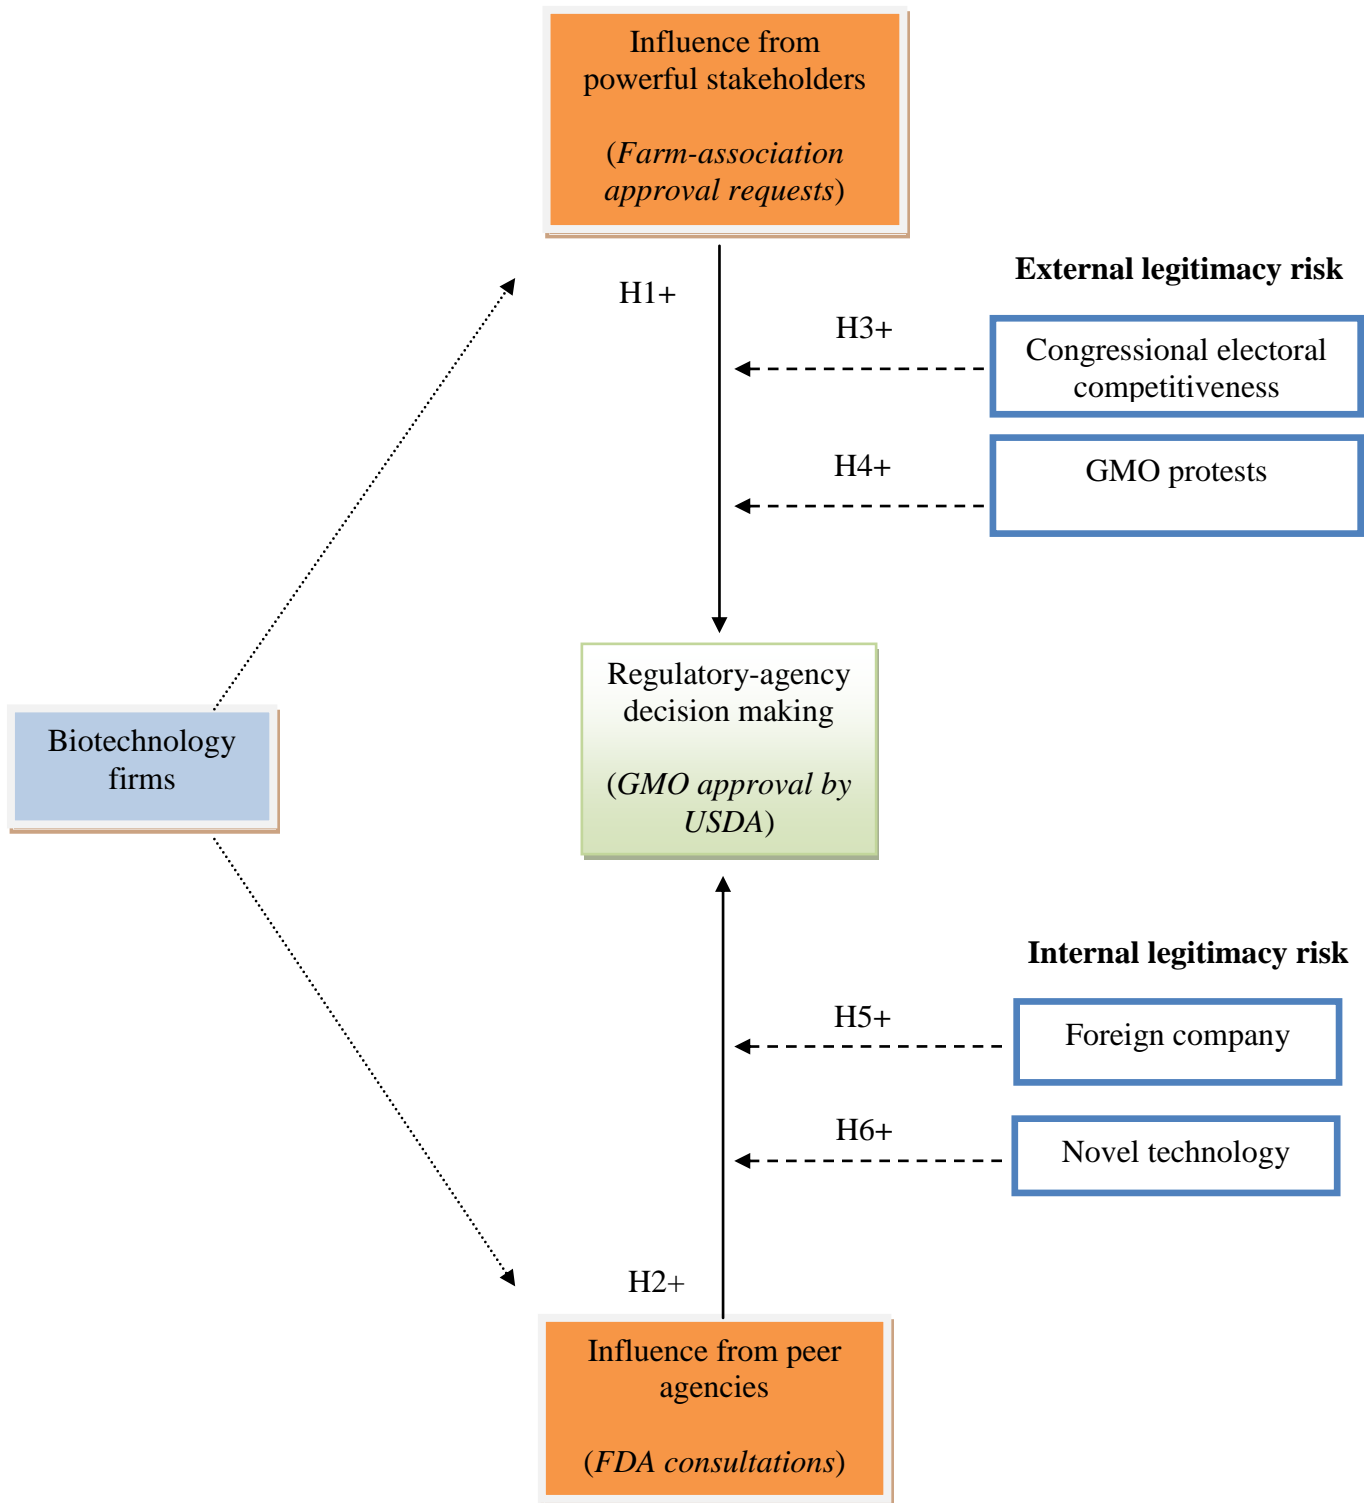 Influence from
powerful stakeholders
(Farm-association
approval requests)
External legitimacy risk
H1+
H3+
Congressional electoral
competitiveness
H4+
GMO protests
Regulatory-agency
decision making
(GMO approval by
USDA)
Biotechnology
firms
Internal legitimacy risk
H5+
Foreign company
H6+
Novel technology
H2+
Influence from peer
agencies
(FDA consultations)